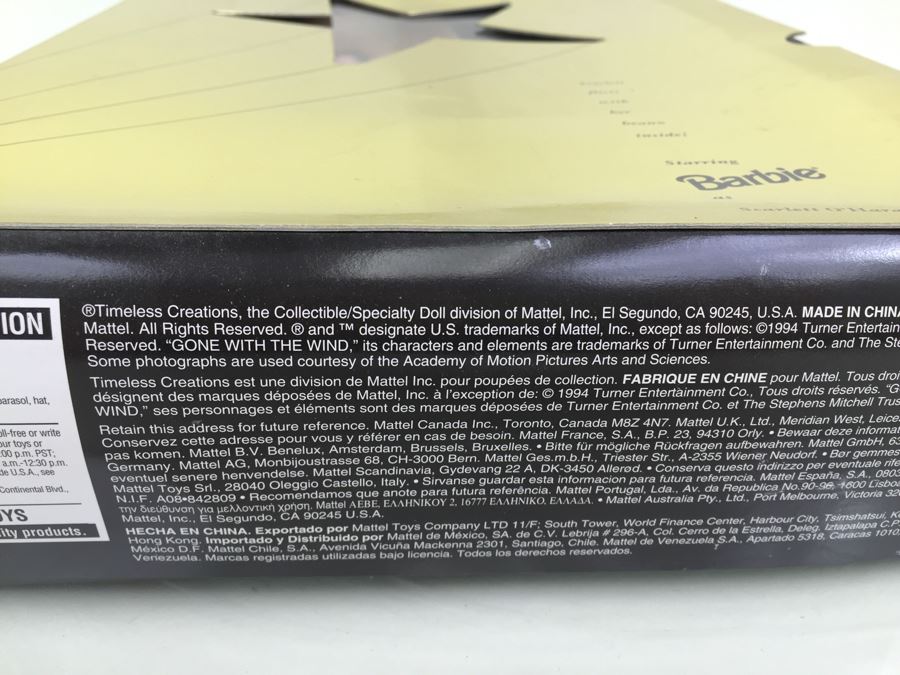 Starring
Barbie
as
Scarlett O'Hara
ION
parasol, hat,
oll-free or write
ur toys or
:00 p.m. PST;
a.m.-12:30 p.m.
de U.S.A., see
Continental Blvd.,
OYS
ity products.
®Timeless Creations, the Collectible/Specialty Doll division of Mattel, Inc., El Segundo, CA 90245, U.S.A. MADE IN CHINA
Mattel. All Rights Reserved. ® and ™ designate U.S. trademarks of Mattel, Inc., except as follows: ©1994 Turner Entertain
Reserved. "GONE WITH THE WIND," its characters and elements are trademarks of Turner Entertainment Co. and The Ste
Some photographs are used courtesy of the Academy of Motion Pictures Arts and Sciences.
Timeless Creations est une division de Mattel Inc. pour poupées de collection. FABRIQUE EN CHINE pour Mattel. Tous droi
désignent des marques déposées de Mattel, Inc. à l'exception de: © 1994 Turner Entertainment Co., Tous droits réservés. "G
WIND," ses personnages et éléments sont des marques déposées de Turner Entertainment Co. et The Stephens Mitchell Trus
Retain this address for future reference. Mattel Canada Inc., Toronto, Canada M8Z 4N7. Mattel U.K., Ltd., Meridian West, Leice
Conservez cette adresse pour vous y référer en cas de besoin. Mattel France, S.A., B.P. 23, 94310 Orly. • Bewaar deze informat
pas komen. Mattel B.V. Benelux, Amsterdam, Brussels, Bruxelles. • Bitte für mögliche Rückfragen aufbewahren. Mattel GmbH, 63
Germany. Mattel AG, Monbijoustrasse 68, CH-3000 Bern. Mattel Ges.m.b.H., Triester Str., A-2355 Wiener Neudorf. • Bør gemmes
eventuel senere henvendelse. Mattel Scandinavia, Gydevang 22 A, DK-3450 Allerød. • Conserva questo indirizzo per eventuale rife
Mattel Toys Srl., 28040 Oleggio Castello, Italy. • Sirvanse guardar esta informacion para futura referencia. Mattel España, S.A., 0803
N.I.F. A08•842809 • Recomendamos que anote para futura referência. Mattel Portugal, Lda., Av. da Republica No.90-96, 1600 Lisboa
την διεύθυνση για μελλοντική χρήση. Mattel ΑΕΒΕ, ΕΛΛΗΝΙΚΟΥ 2, 16777 ΕΛΛΗΝΙΚΟ, ΕΛΛΑΔΑ. • Mattel Australia Pty., Ltd., Port Melbourne, Victoria 320
Mattel, Inc., El Segundo, CA 90245 U.S.A.
HECHA EN CHINA. Exportado por Mattel Toys Company LTD 11/F; South Tower, World Finance Center, Harbour City, Tsimshatsui, K
Hong Kong. Importado y Distribuido por Mattel de México, SA. de C.V. Lebrija # 296-A, Col. Cerro de la Estrella, Deleg. Iztapalapa C.P
México D.F. Mattel Chile, S.A., Avenida Vicuña Mackenna 2301, Santiago, Chile. Mattel de Venezuela S.A., Apartado 5318, Caracas 1010
Venezuela. Marcas registradas utilizadas bajo licencia. Todos los derechos reservados.